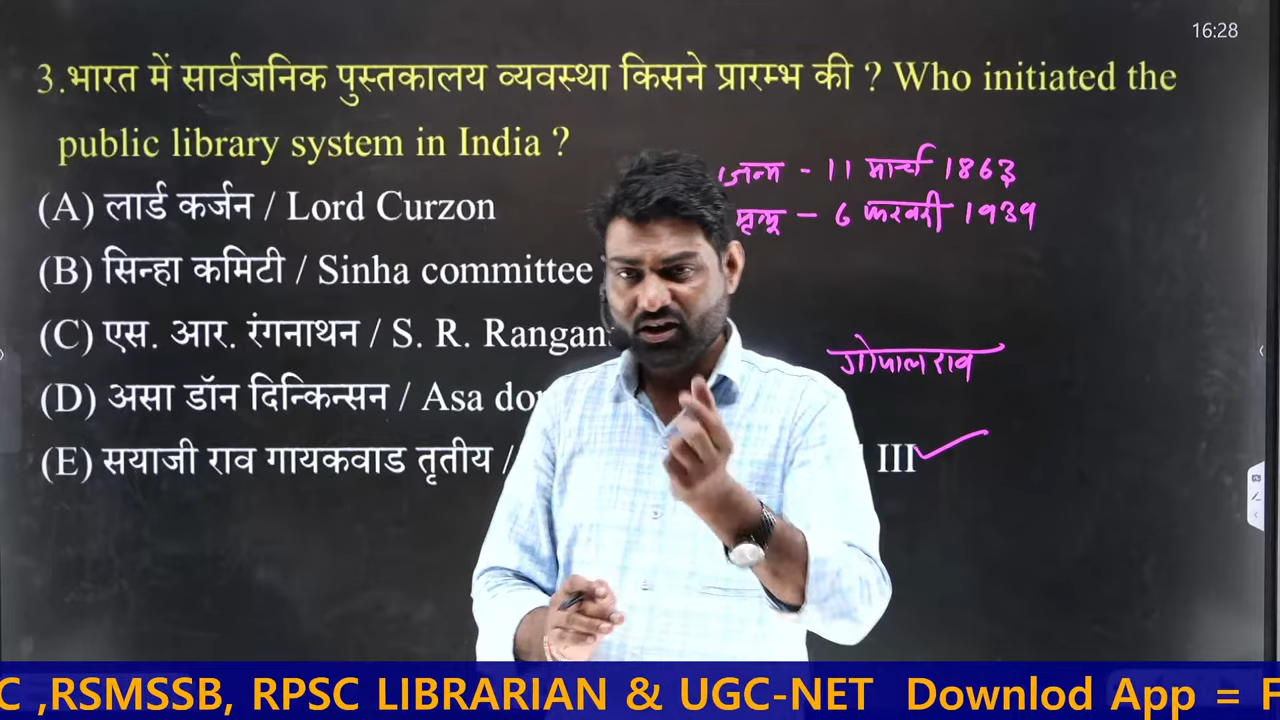 16:28
3.भारत में सार्वजनिक पुस्तकालय व्यवस्था किसने प्रारम्भ की ? Who initiated the
public library system in India ?
जन्म - 11 मार्च 1863
(A) लार्ड कर्जन / Lord Curzon
मृत्यु - 6 फरवरी 1939
(B) सिन्हा कमिटी / Sinha committee
(C) एस. आर. रंगनाथन / S. R. Rangan
गोपाल राव
(D) असा डॉन दिन्किन्सन / Asa do
(E) सयाजी राव गायकवाड तृतीय / III
C ,RSMSSB, RPSC LIBRARIAN & UGC-NET Downlod App = F